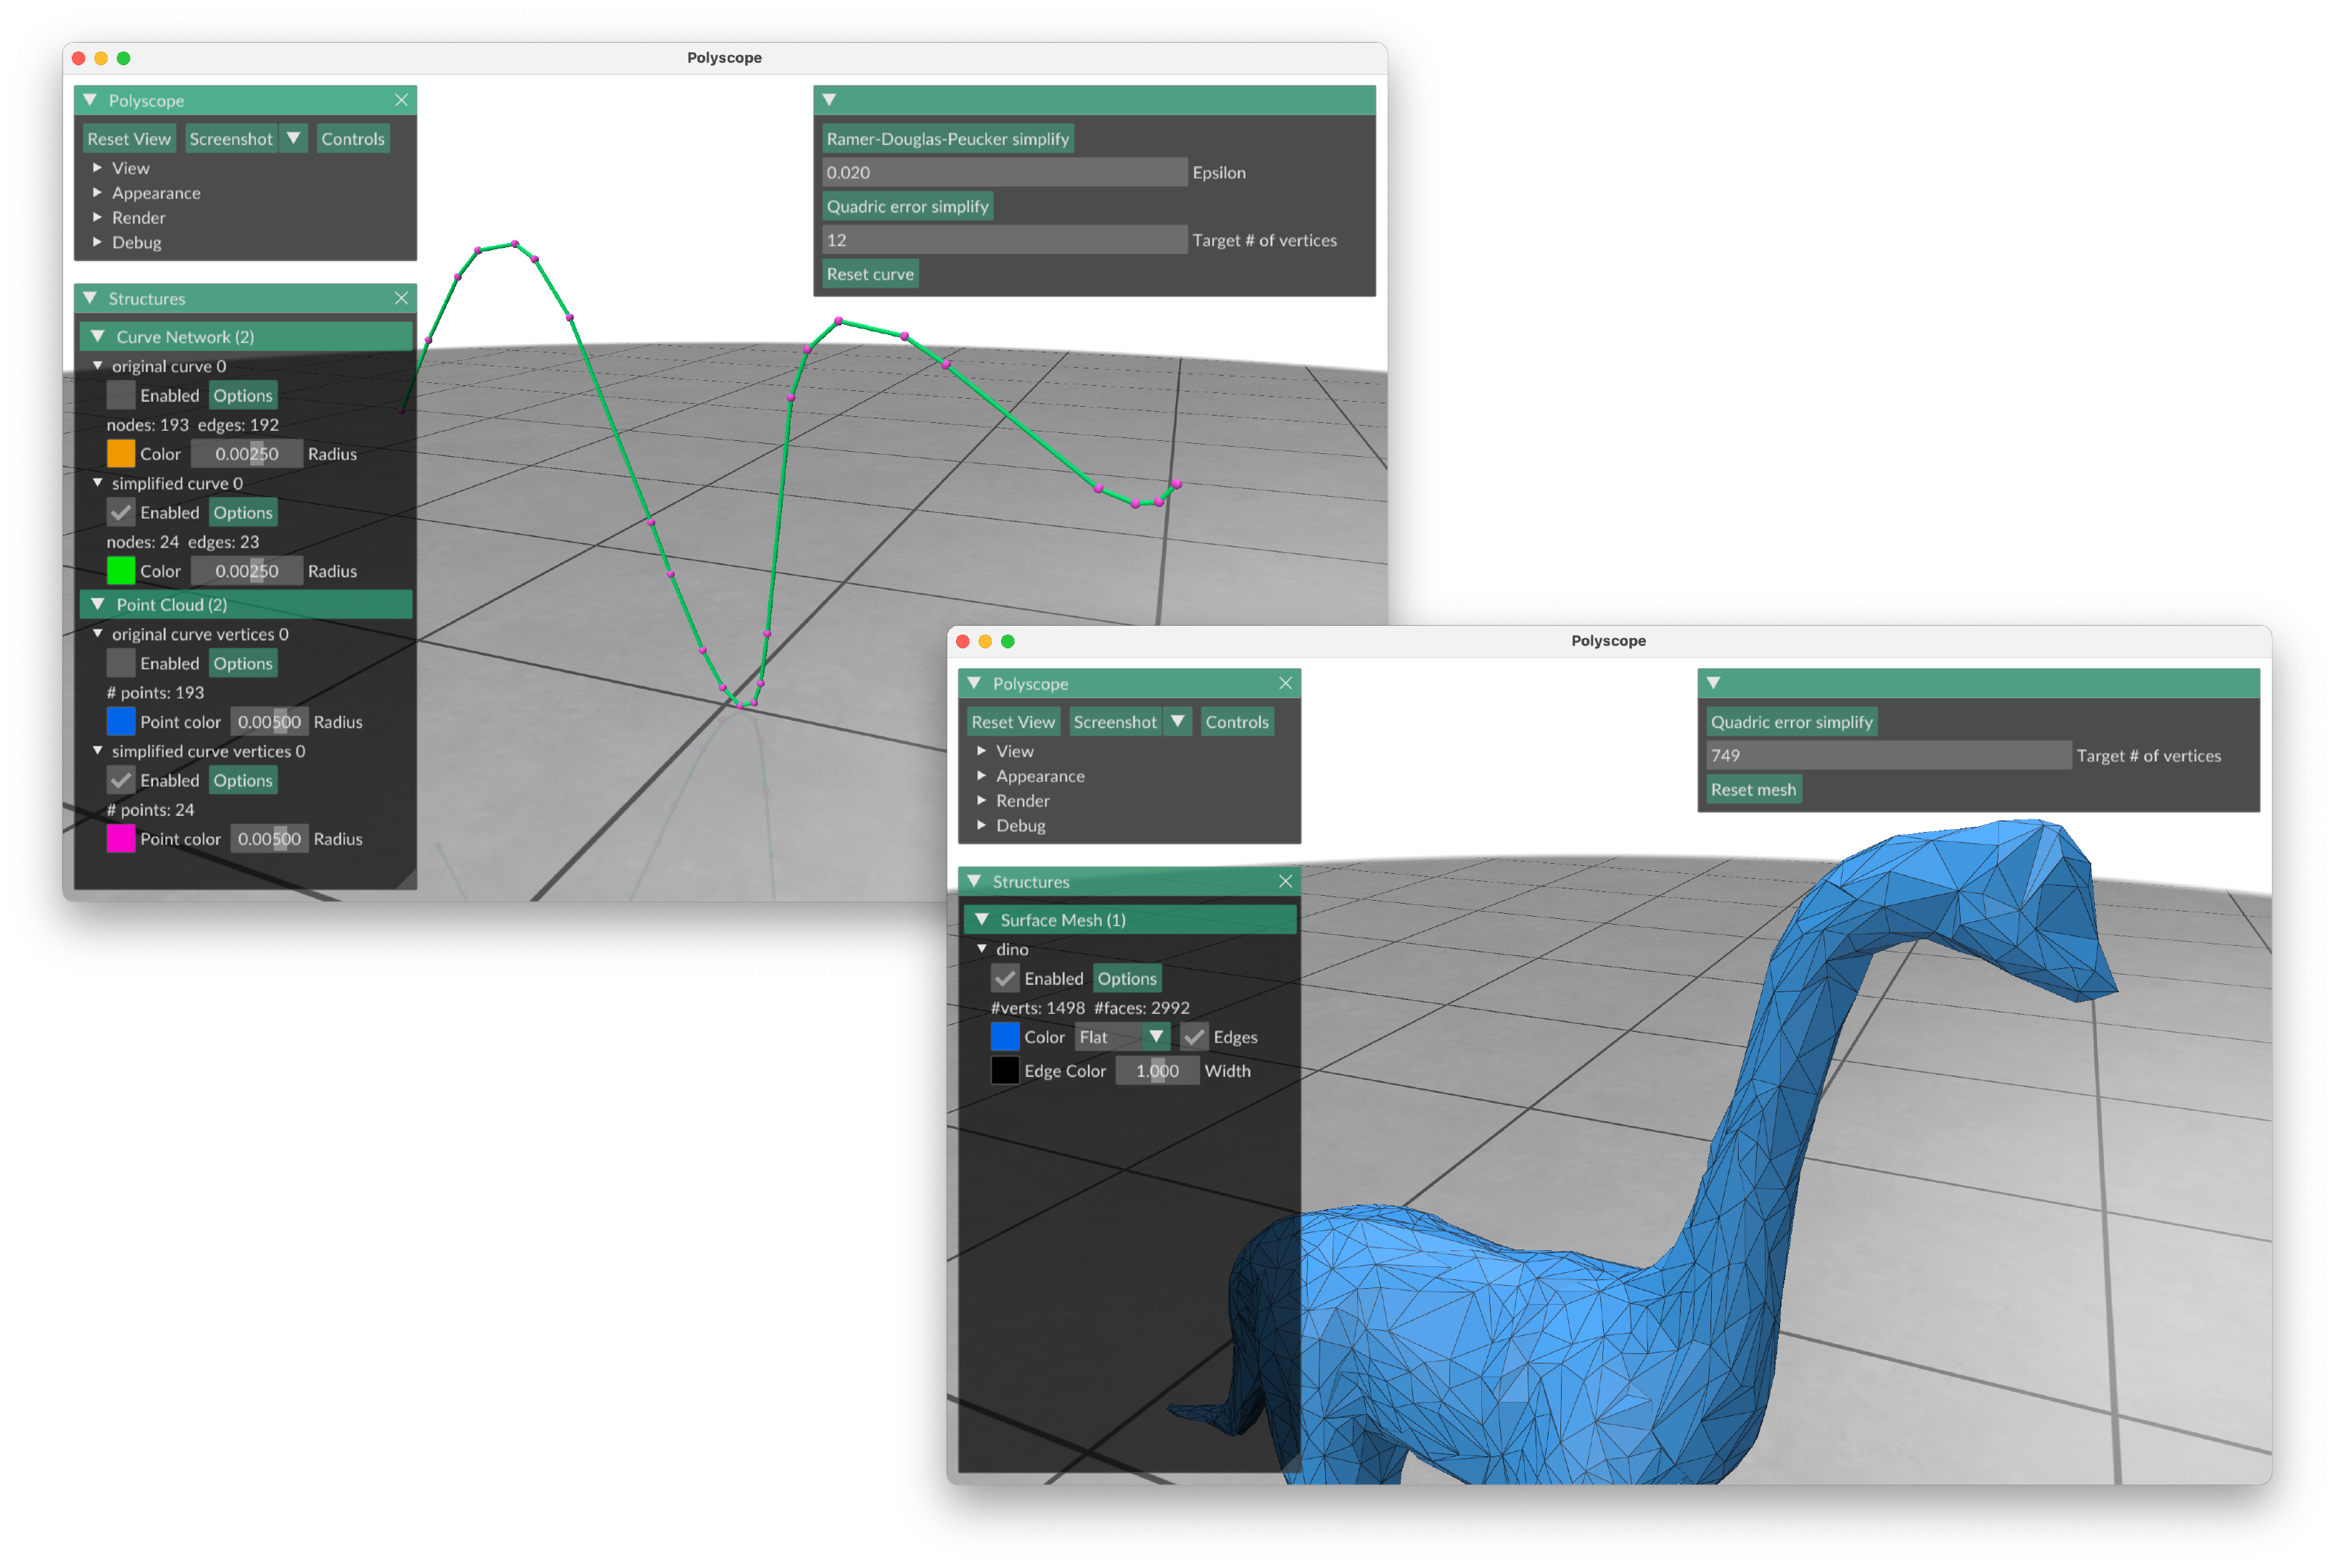 Polyscope
Polyscope
Reset View Screenshot Controls
View
Appearance
Render
Debug
Structures
Curve Network (2)
original curve 0
Enabled Options
nodes: 193 edges: 192
Color 0.00250 Radius
simplified curve 0
Enabled Options
nodes: 24 edges: 23
Color 0.00250 Radius
Point Cloud (2)
original curve vertices 0
Enabled Options
# points: 193
Point color 0.00500 Radius
simplified curve vertices 0
Enabled Options
# points: 24
Point color 0.00500 Radius
Ramer-Douglas-Peucker simplify
0.020 Epsilon
Quadric error simplify
12 Target # of vertices
Reset curve
Polyscope
Polyscope
Reset View Screenshot Controls
View
Appearance
Render
Debug
Structures
Surface Mesh (1)
dino
Enabled Options
#verts: 1498 #faces: 2992
Color Flat Edges
Edge Color 1.000 Width
Quadric error simplify
749 Target # of vertices
Reset mesh